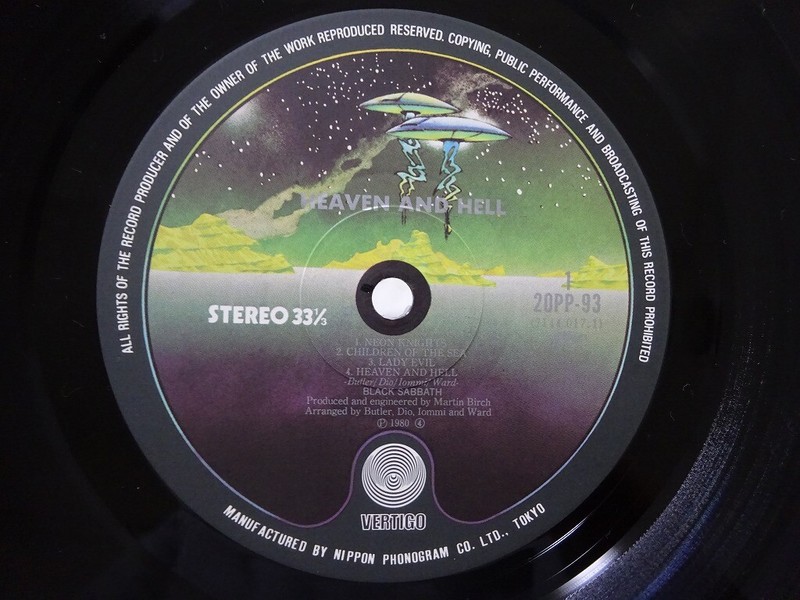 ALL RIGHTS OF THE RECORD PRODUCER AND OF THE OWNER OF THE WORK REPRODUCED RESERVED. COPYING, PUBLIC PERFORMANCE AND BROADCASTING OF THIS RECORD PROHIBITED
HEAVEN AND HELL
1
20PP-93
STEREO 33⅓
1. NEON KNIGHTS
2. CHILDREN OF THE SEA
3. LADY EVIL
4. HEAVEN AND HELL
-Butler/Dio/Iommi/Ward-
BLACK SABBATH
Produced and engineered by Martin Birch
Arranged by Butler, Dio, Iommi and Ward
Ⓟ 1980 ④
VERTIGO
MANUFACTURED BY NIPPON PHONOGRAM CO. LTD., TOKYO